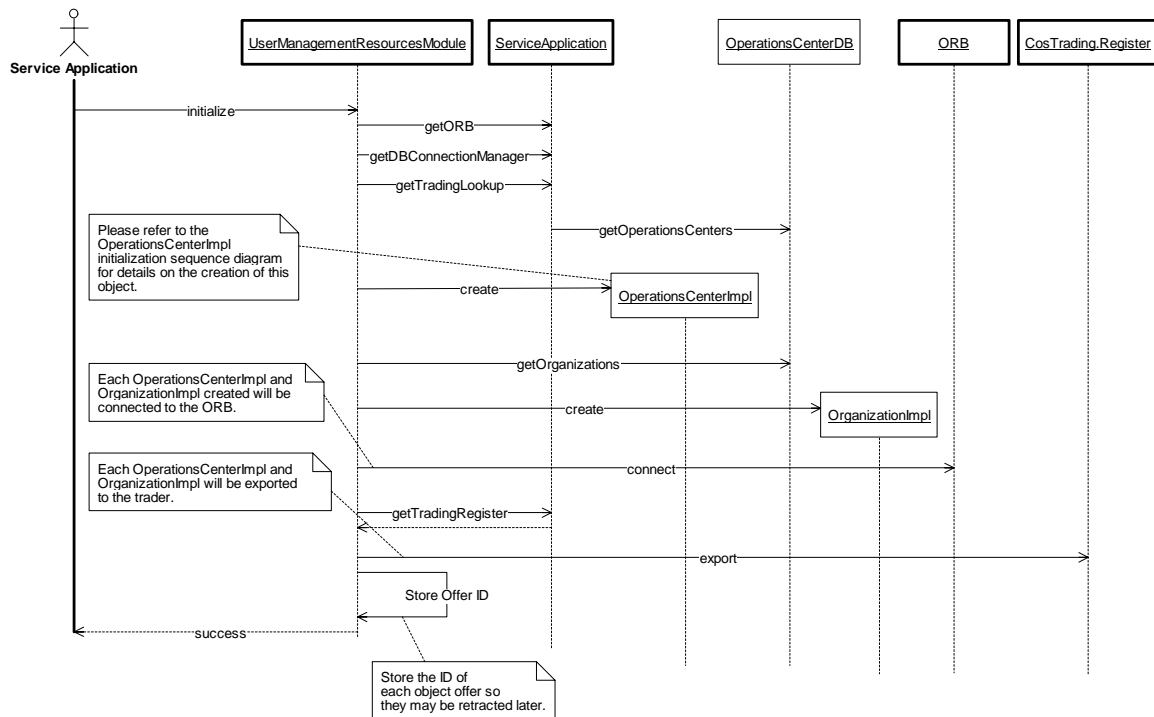 UserManagementResourcesModule
ServiceApplication
OperationsCenterDB
ORB
CosTrading.Register
Service Application
initialize
getORB
getDBConnectionManager
getTradingLookup
getOperationsCenters
Please refer to the
OperationsCenterImpl
initialization sequence diagram
for details on the creation of this
object.
create
OperationsCenterImpl
getOrganizations
Each OperationsCenterImpl and
OrganizationImpl created will be
connected to the ORB.
create
OrganizationImpl
connect
Each OperationsCenterImpl and
OrganizationImpl will be exported
to the trader.
getTradingRegister
export
Store Offer ID
success
Store the ID of
each object offer so
they may be retracted later.